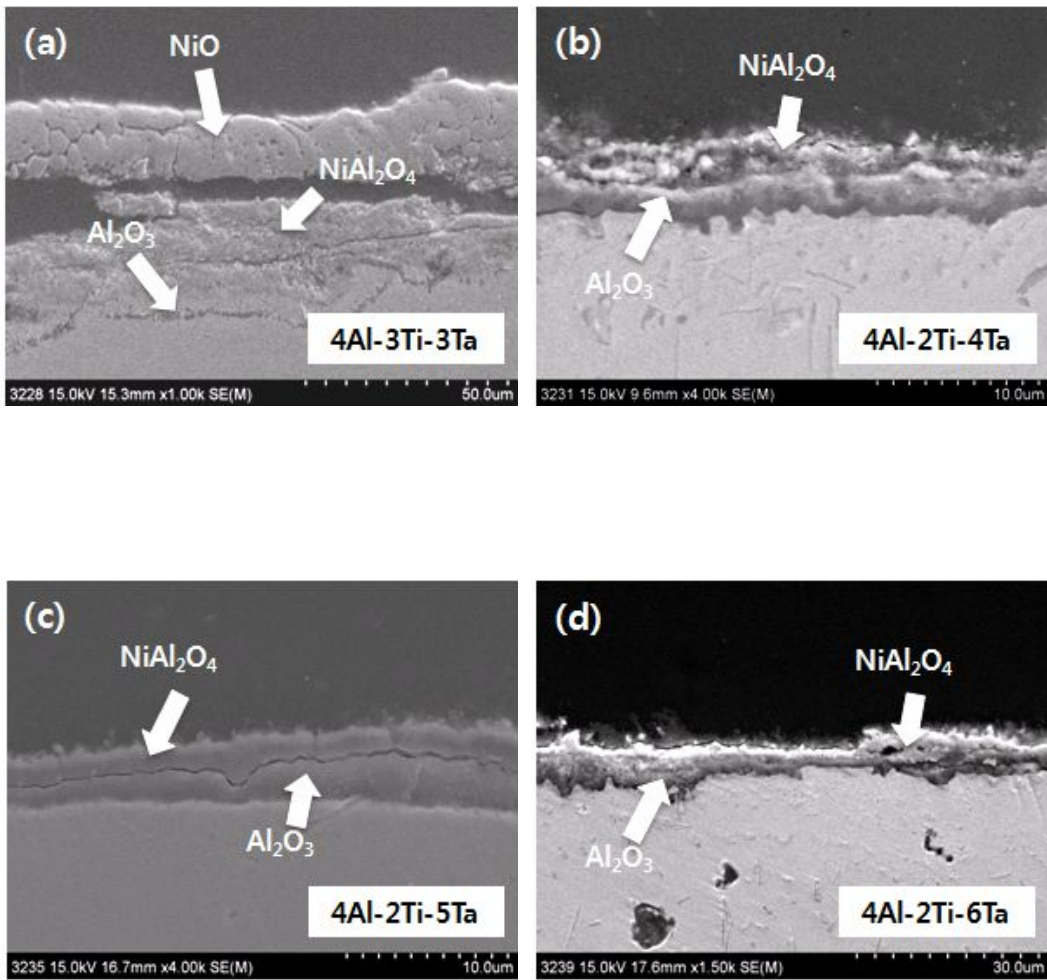 (a)
NiO
NiAl₂O₄
Al₂O₃
4Al-3Ti-3Ta
3228 15.0kV 15.3mm x1.00k SE(M) 50.0um
(b)
NiAl₂O₄
Al₂O₃
4Al-2Ti-4Ta
3231 15.0kV 9.6mm x4.00k SE(M) 10.0um
(c)
NiAl₂O₄
Al₂O₃
4Al-2Ti-5Ta
3235 15.0kV 16.7mm x4.00k SE(M) 10.0um
(d)
NiAl₂O₄
Al₂O₃
4Al-2Ti-6Ta
3239 15.0kV 17.6mm x1.50k SE(M) 30.0um